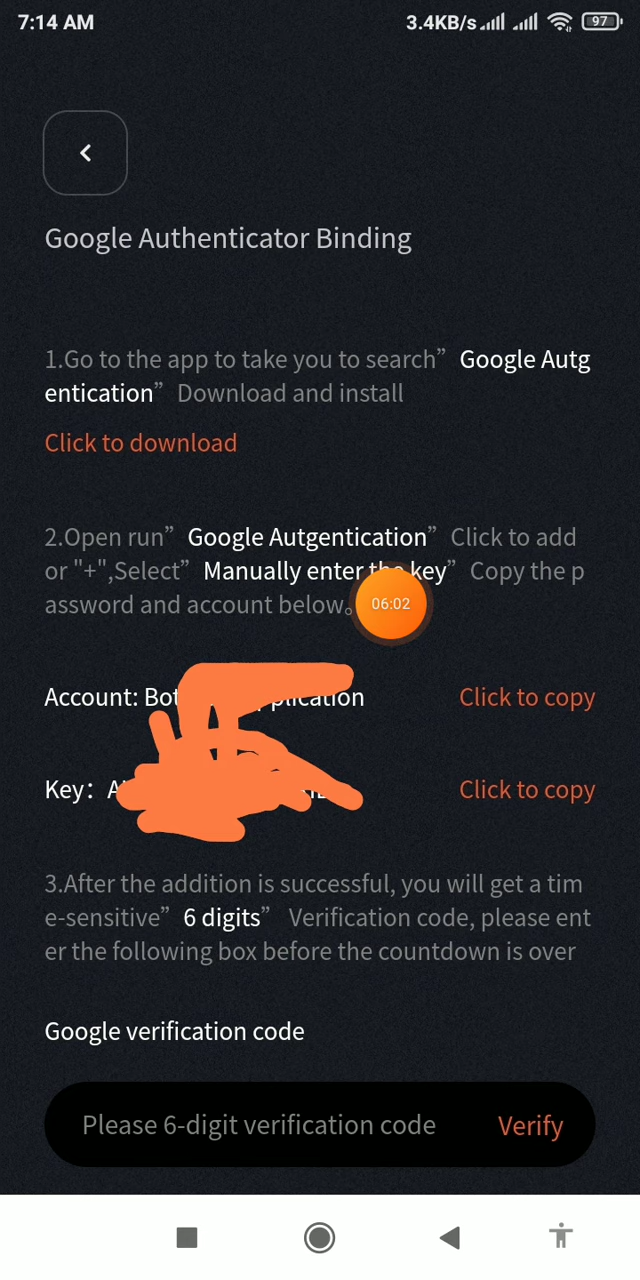 7:14 AM 3.4KB/s 97
Google Authenticator Binding
1.Go to the app to take you to search” Google Autg
entication” Download and install
Click to download
2.Open run” Google Autgentication” Click to add
or "+",Select” Manually enter the key” Copy the p
assword and account below。
06:02
Account: Click to copy
Key： Click to copy
3.After the addition is successful, you will get a tim
e-sensitive” 6 digits” Verification code, please ent
er the following box before the countdown is over
Google verification code
Please 6-digit verification code Verify